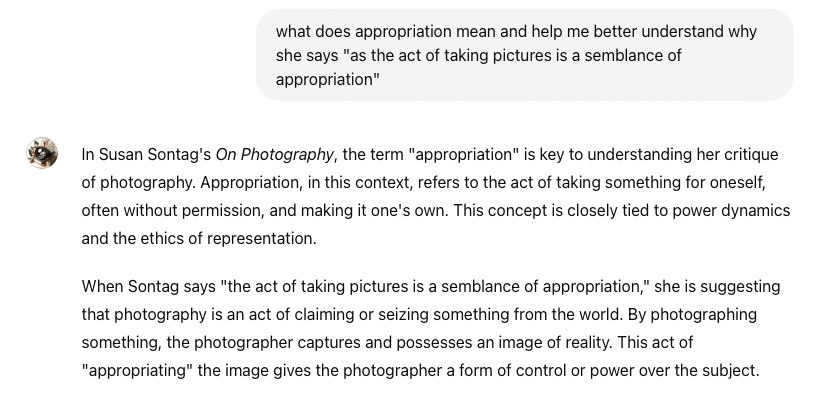 what does appropriation mean and help me better understand why
she says "as the act of taking pictures is a semblance of
appropriation"
In Susan Sontag's On Photography, the term "appropriation" is key to understanding her critique
of photography. Appropriation, in this context, refers to the act of taking something for oneself,
often without permission, and making it one's own. This concept is closely tied to power dynamics
and the ethics of representation.
When Sontag says "the act of taking pictures is a semblance of appropriation," she is suggesting
that photography is an act of claiming or seizing something from the world. By photographing
something, the photographer captures and possesses an image of reality. This act of
"appropriating" the image gives the photographer a form of control or power over the subject.